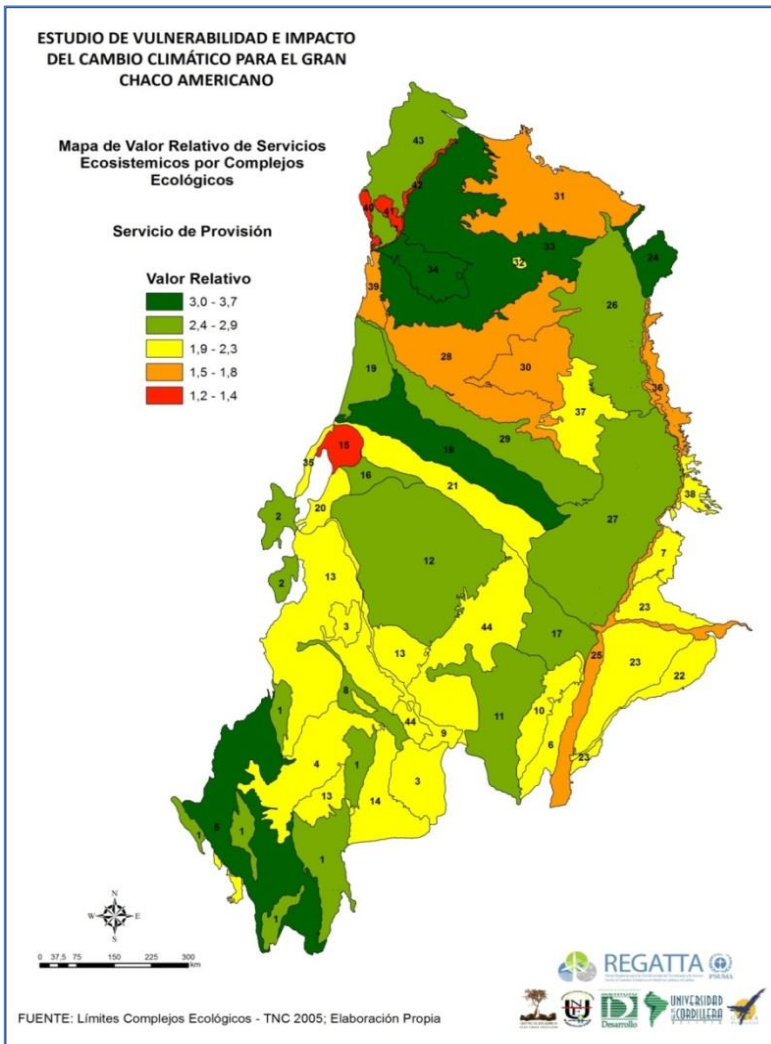 ESTUDIO DE VULNERABILIDAD E IMPACTO
DEL CAMBIO CLIMÁTICO PARA EL GRAN
CHACO AMERICANO
Mapa de Valor Relativo de Servicios
Ecosistemicos por Complejos
Ecológicos
Servicio de Provisión
Valor Relativo
3,0 - 3,7
2,4 - 2,9
1,9 - 2,3
1,5 - 1,8
1,2 - 1,4
43
42
31
40
41
33
32
24
34
39
26
28
30
36
19
37
29
15
18
35
16
21
38
20
2
27
12
7
2
13
23
3
44
17
13
25
23
22
8
10
11
1
44
9
6
23
4
1
3
13
14
5
1
1
1
1
N
W
E
S
0 37,5 75 150 225 300
Km
REGATTA
PNUMA
Desarrollo
UNIVERSIDAD
CORDILLERA
FUENTE: Límites Complejos Ecológicos - TNC 2005; Elaboración Propia